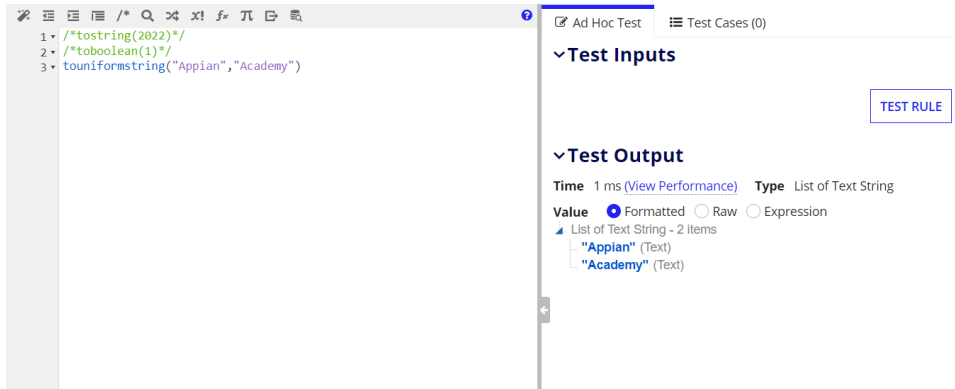 /* x! fx π
1 /*tostring(2022)*/
2 /*toboolean(1)*/
3 touniformstring("Appian","Academy")
?
Ad Hoc Test
Test Cases (0)
Test Inputs
TEST RULE
Test Output
Time 1 ms (View Performance) Type List of Text String
Value Formatted Raw Expression
List of Text String - 2 items
"Appian" (Text)
"Academy" (Text)